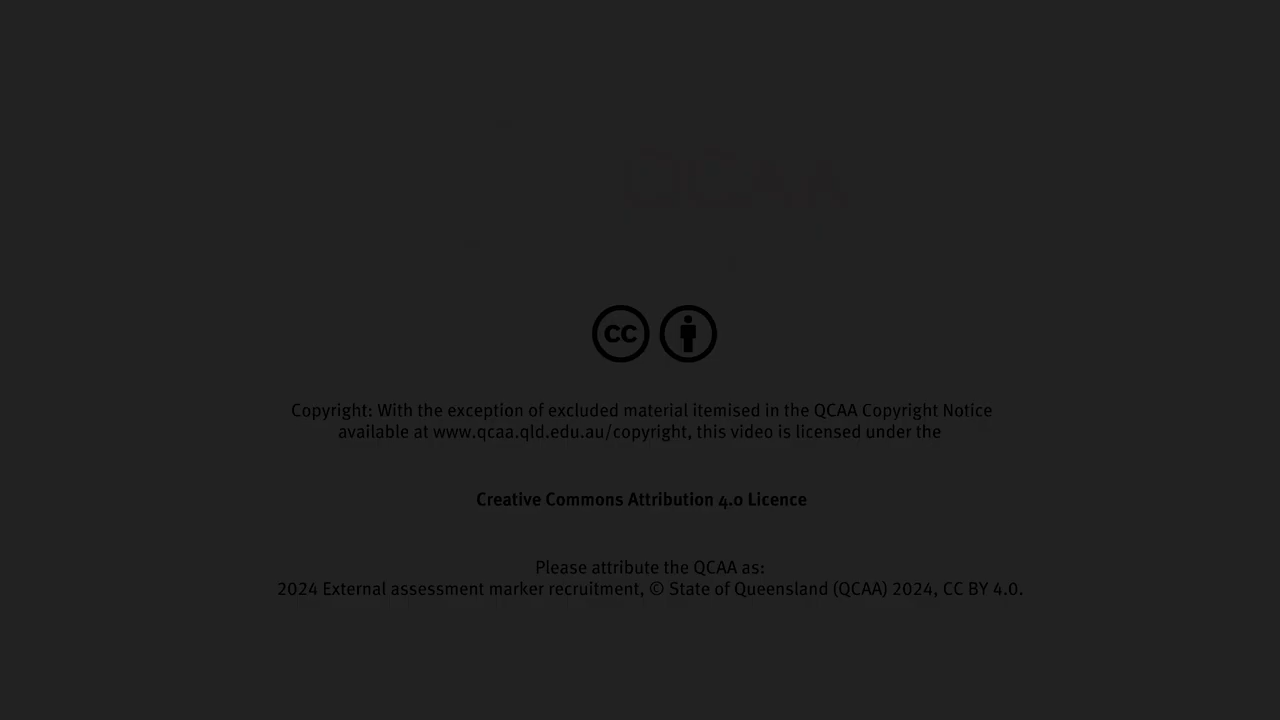 QCAA
CC
Copyright: With the exception of excluded material itemised in the QCAA Copyright Notice
available at www.qcaa.qld.edu.au/copyright, this video is licensed under the
Creative Commons Attribution 4.0 Licence
Please attribute the QCAA as:
2024 External assessment marker recruitment, © State of Queensland (QCAA) 2024, CC BY 4.0.